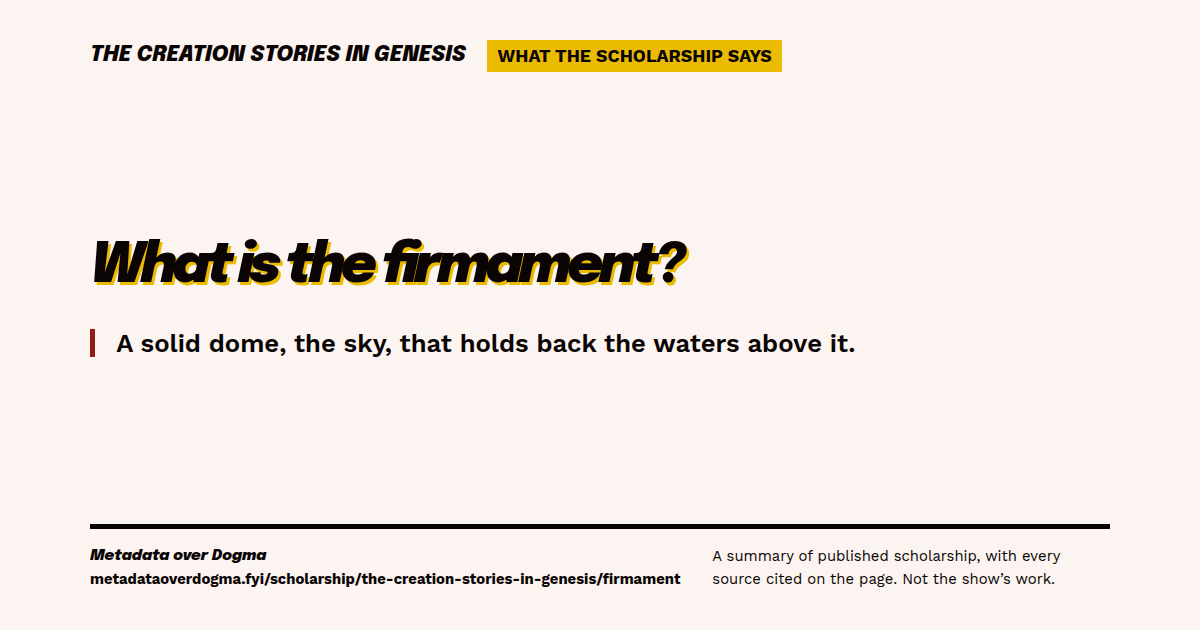 THE CREATION STORIES IN GENESIS
WHAT THE SCHOLARSHIP SAYS
What is the firmament?
A solid dome, the sky, that holds back the waters above it.
Metadata over Dogma
metadataoverdogma.fyi/scholarship/the-creation-stories-in-genesis/firmament
A summary of published scholarship, with every
source cited on the page. Not the show’s work.